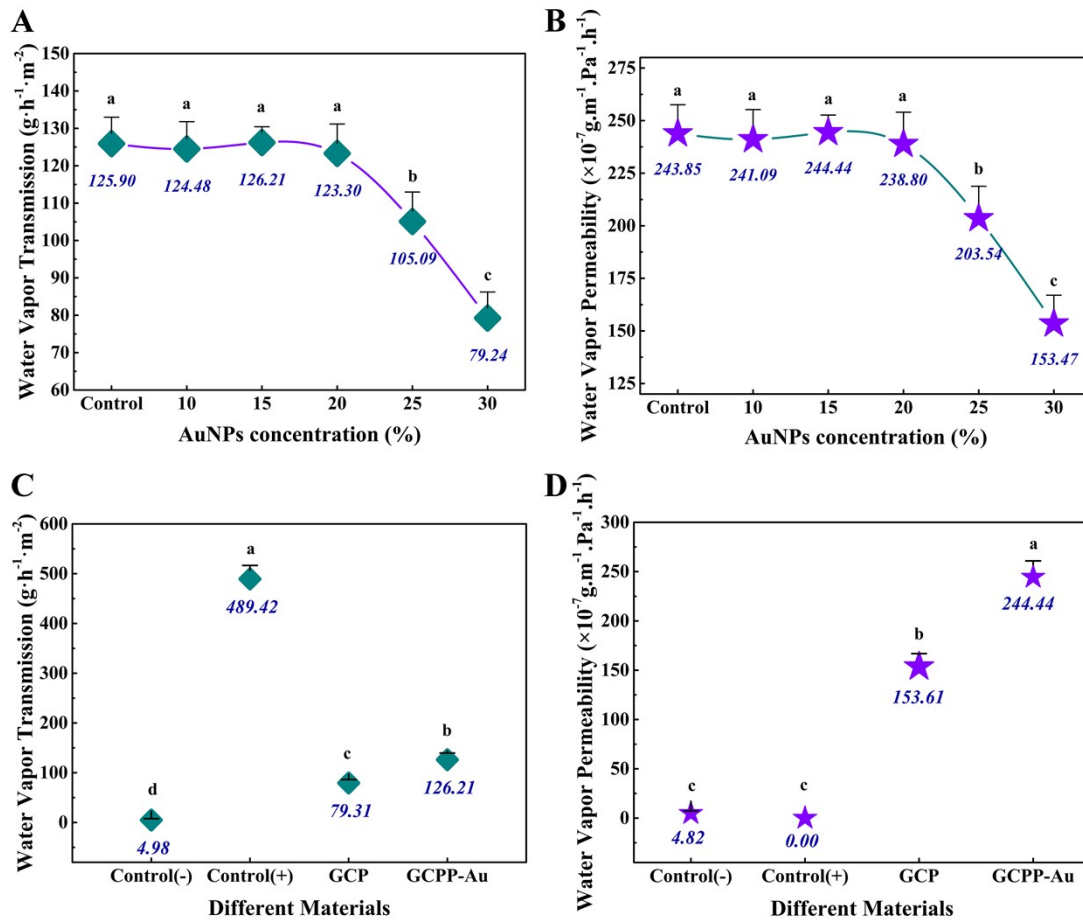 A
Water Vapor Transmission (g·h⁻¹·m⁻²)
150
140
130
120
110
100
90
80
70
60
a
a
a
a
b
c
125.90
124.48
126.21
123.30
105.09
79.24
Control
10
15
20
25
30
AuNPs concentration (%)
B
Water Vapor Permeability (×10⁻⁷g.m⁻¹.Pa⁻¹.h⁻¹)
275
250
225
200
175
150
125
a
a
a
a
b
c
243.85
241.09
244.44
238.80
203.54
153.47
Control
10
15
20
25
30
AuNPs concentration (%)
C
Water Vapor Transmission (g·h⁻¹·m⁻²)
600
500
400
300
200
100
0
d
a
c
b
4.98
489.42
79.31
126.21
Control(-)
Control(+)
GCP
GCPP-Au
Different Materials
D
Water Vapor Permeability (×10⁻⁷g.m⁻¹.Pa⁻¹.h⁻¹)
300
250
200
150
100
50
0
c
c
b
a
4.82
0.00
153.61
244.44
Control(-)
Control(+)
GCP
GCPP-Au
Different Materials